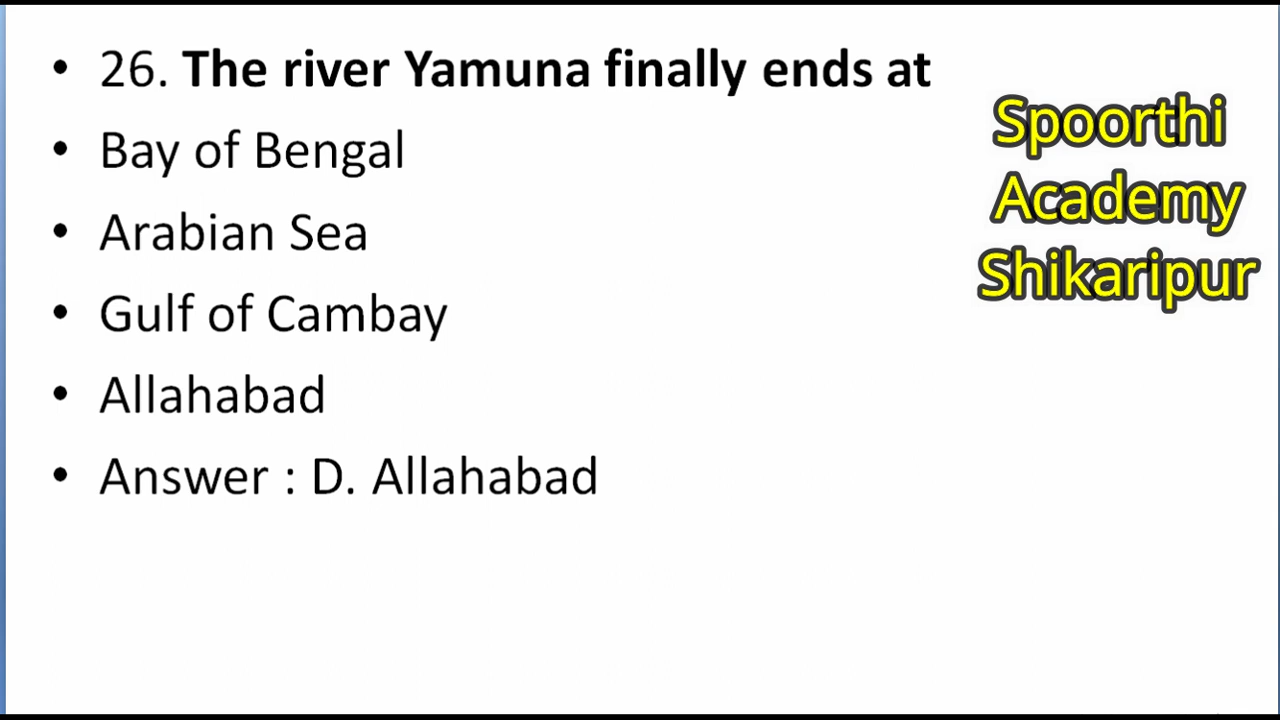 • 26. The river Yamuna finally ends at
• Bay of Bengal
• Arabian Sea
• Gulf of Cambay
• Allahabad
• Answer : D. Allahabad
Spoorthi
Academy
Shikaripur